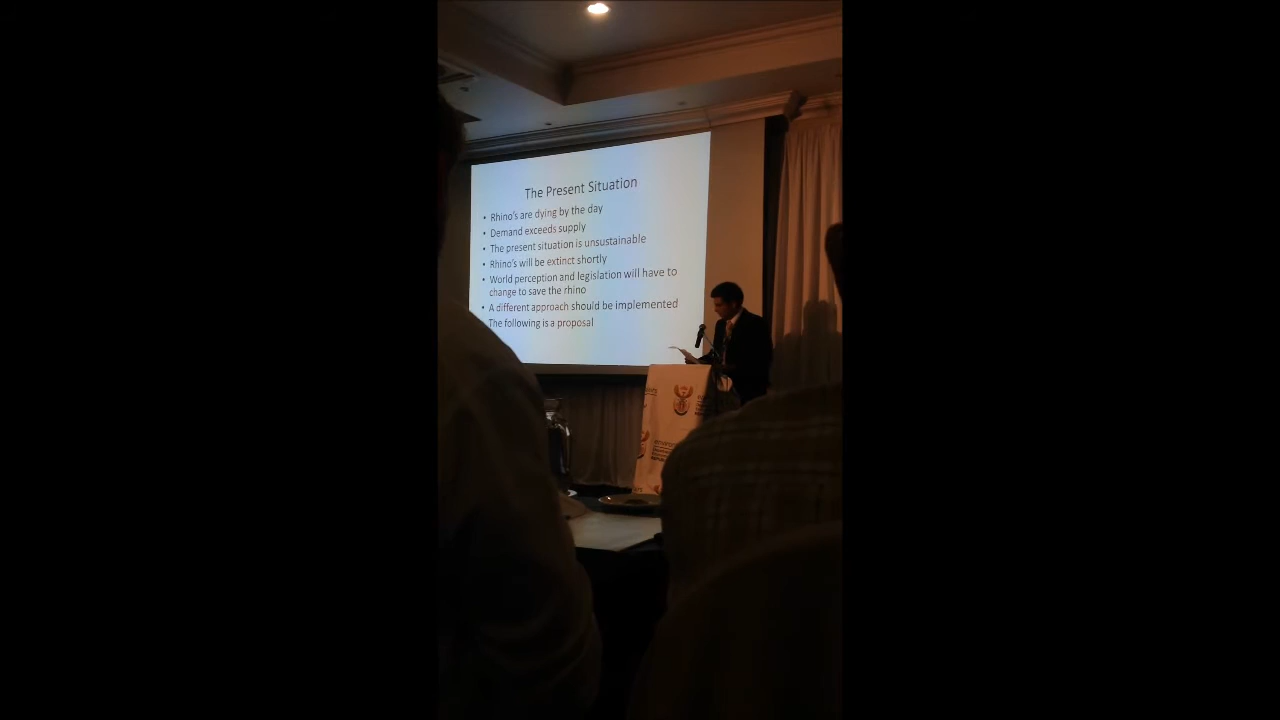 The Present Situation
• Rhino's are dying by the day
• Demand exceeds supply
• The present situation is unsustainable
• Rhino's will be extinct shortly
• World perception and legislation will have to
change to save the rhino
• A different approach should be implemented
The following is a proposal